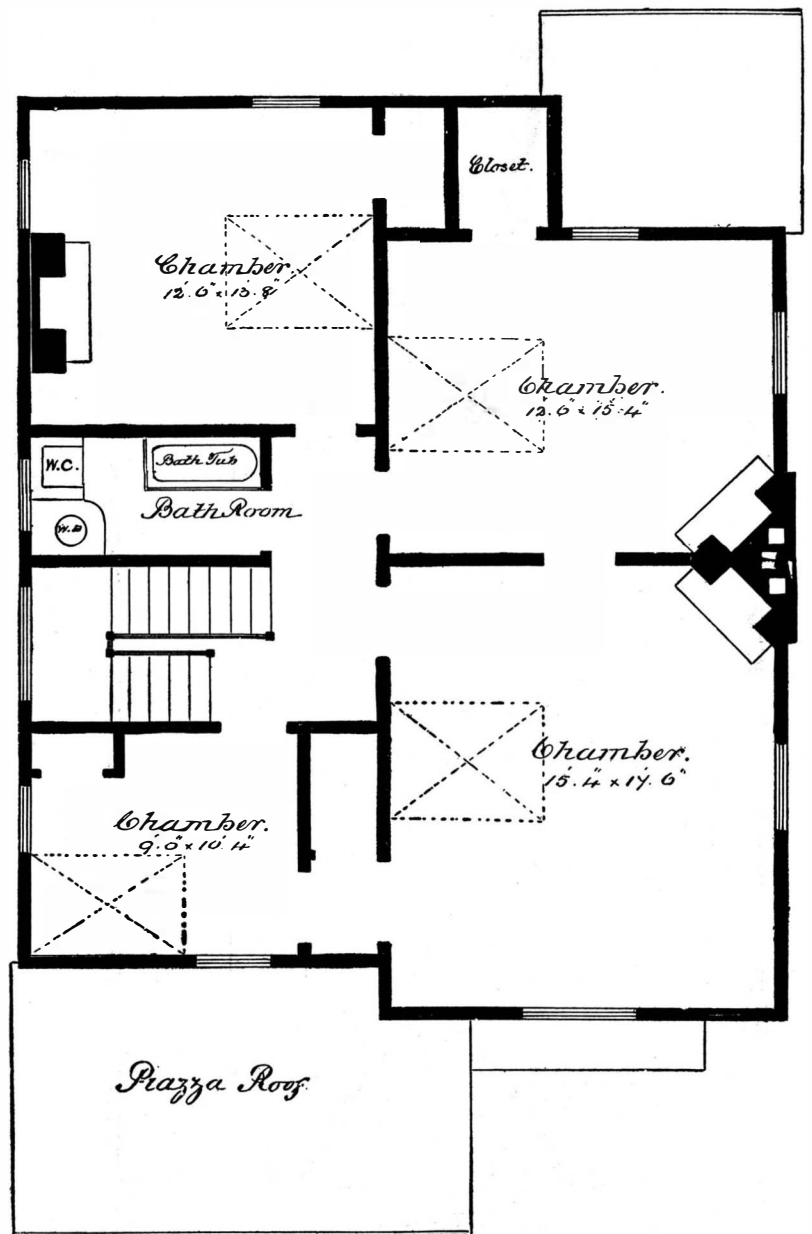 Closet.
Chamber.
12'.6" x 13'.8"
Chamber.
12'.6" x 15'.4"
W.C.
Bath Tub
W.B
Bath Room
Chamber.
15'.4" x 17'.6"
Chamber.
9'.0" x 10'.4"
Piazza Roof